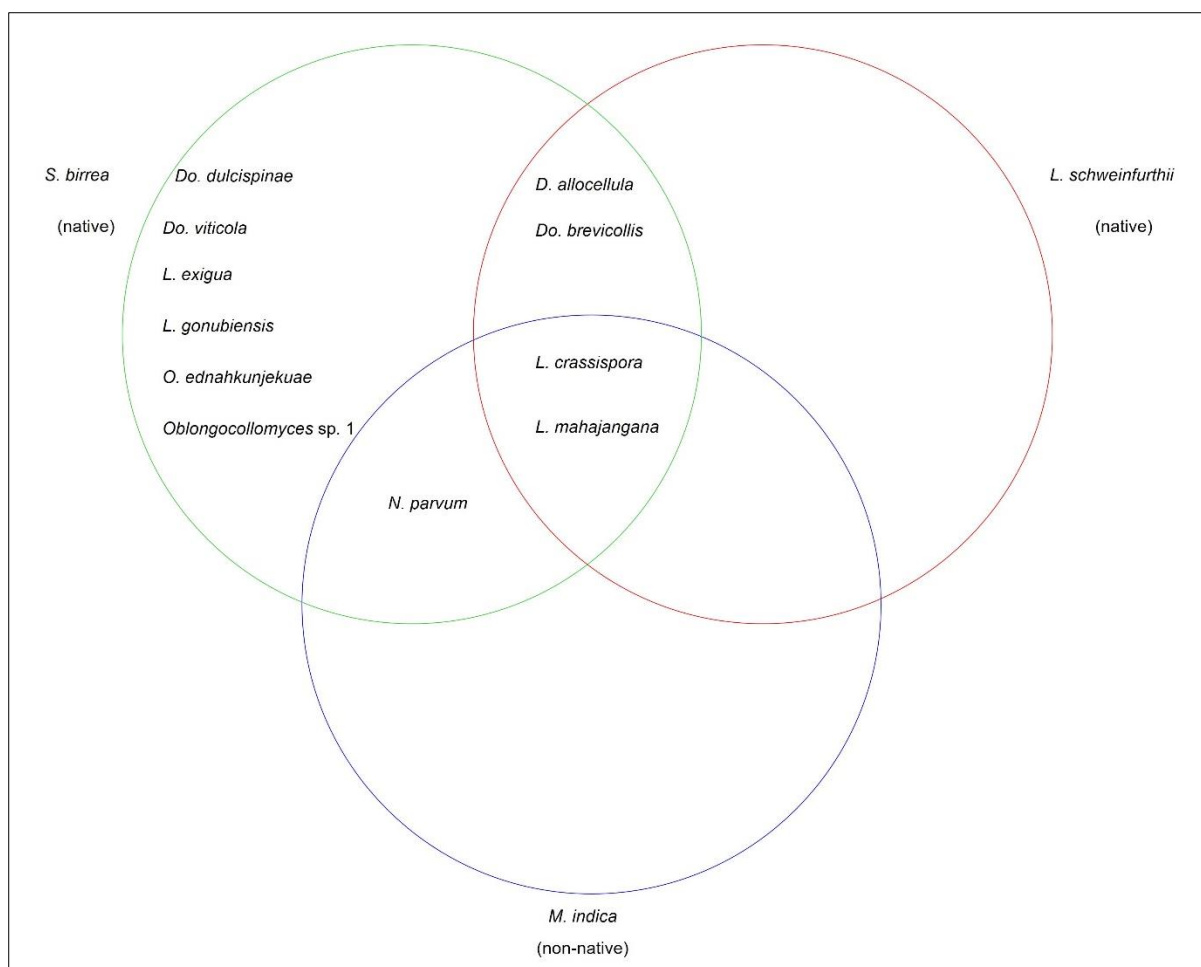 S. birrea
(native)
Do. dulcispinae
Do. viticola
L. exigua
L. gonubiensis
O. ednahkunjekuae
Oblongocollomyces sp. 1
D. allocellula
Do. brevicollis
L. schweinfurthii
(native)
L. crassispora
L. mahajangana
N. parvum
M. indica
(non-native)